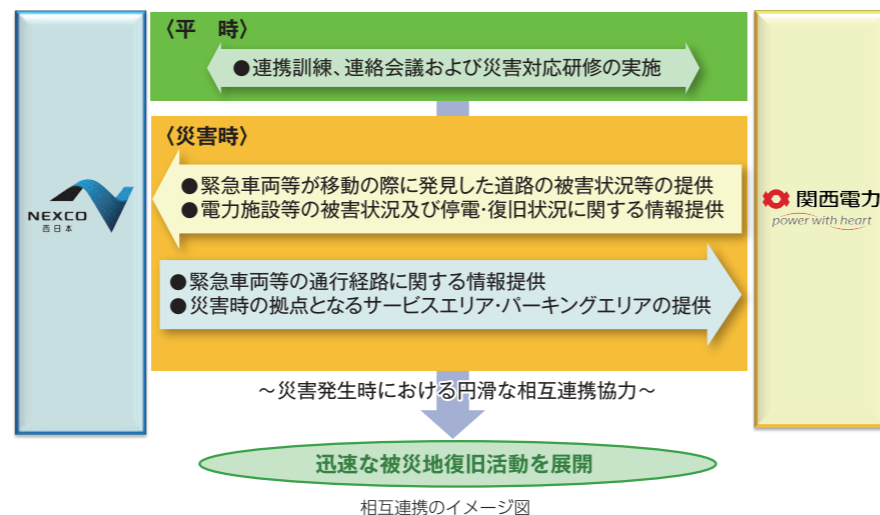 〈平　時〉
●連携訓練、連絡会議および災害対応研修の実施
〈災害時〉
●緊急車両等が移動の際に発見した道路の被害状況等の提供
●電力施設等の被害状況及び停電･復旧状況に関する情報提供
NEXCO
西日本
関西電力
power with heart
●緊急車両等の通行経路に関する情報提供
●災害時の拠点となるサービスエリア･パーキングエリアの提供
～災害発生時における円滑な相互連携協力～
迅速な被災地復旧活動を展開
相互連携のイメージ図